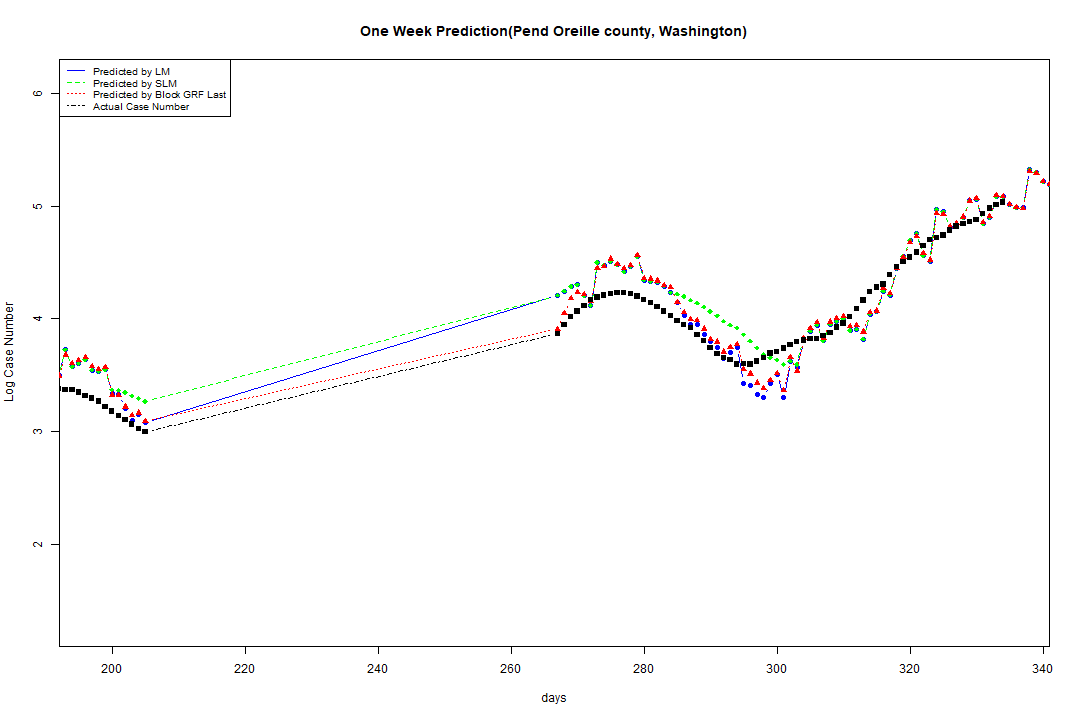 One Week Prediction(Pend Oreille county, Washington)
Predicted by LM
Predicted by SLM
Predicted by Block GRF Last
Actual Case Number
Log Case Number
6
5
4
3
2
200 220 240 260 280 300 320 340
days